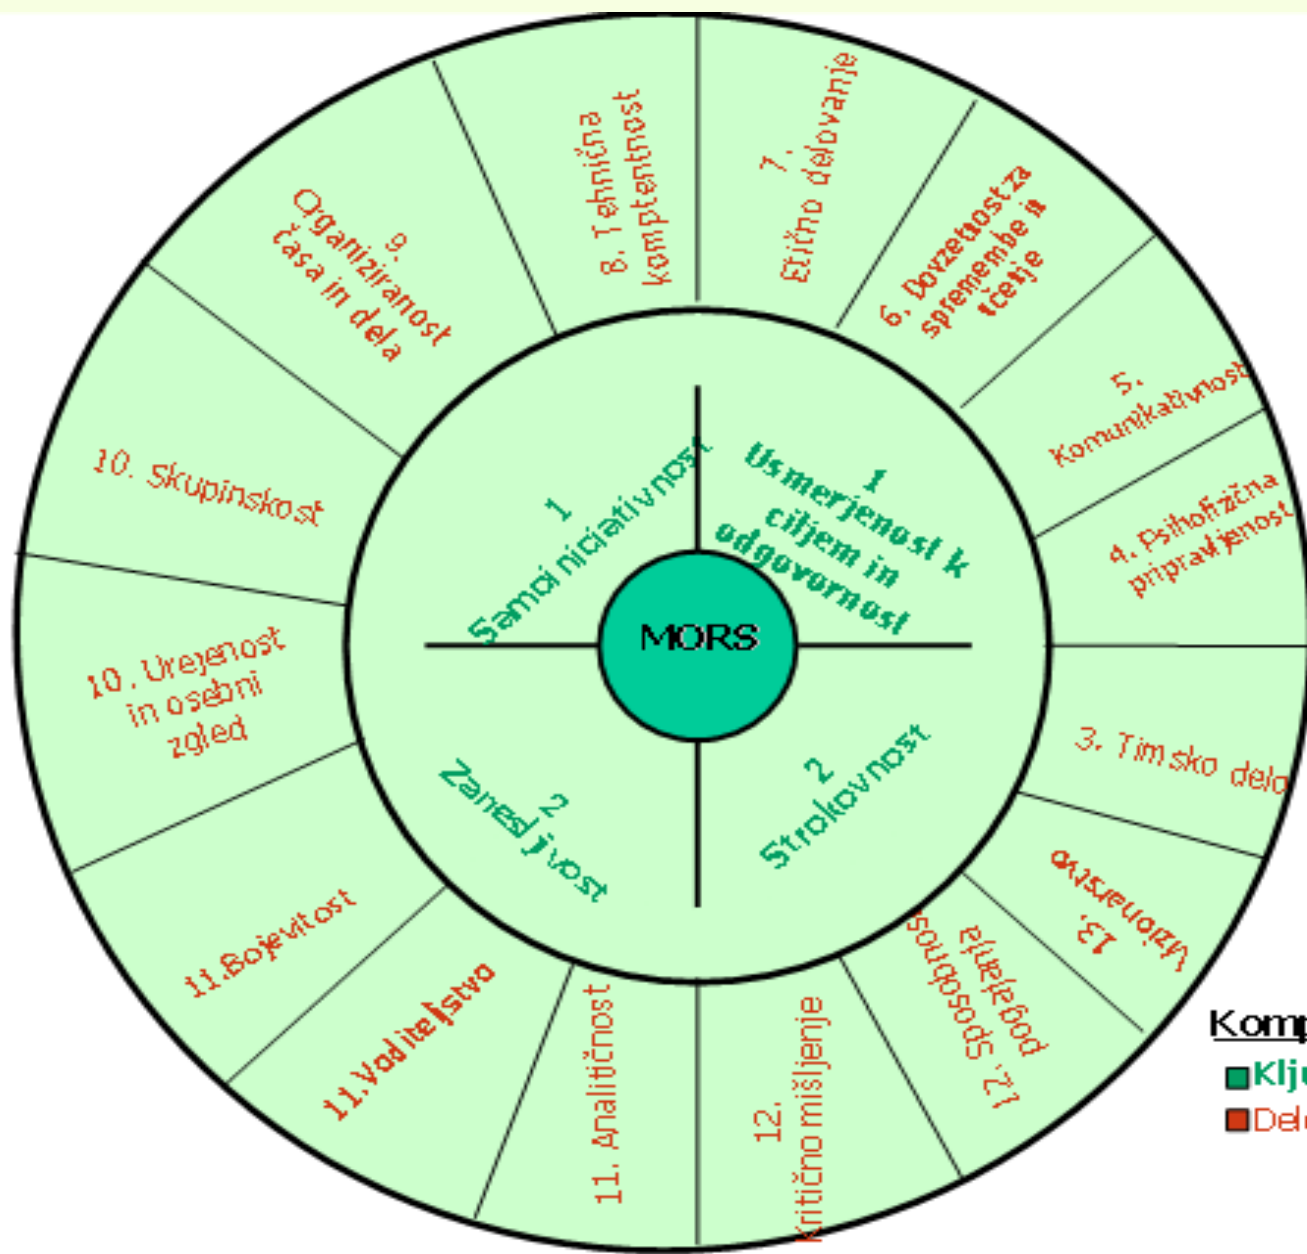 8. Tehnična
komptentnost
7.
Etično delovanje
6. Dovzetnost za
spremembe in
učenje
5.
Komunikativnost
4. Psihofizična
pripravljenost
3. Timsko delo
13.
Vizionarstvo
12. Sposobnost
pogajanja
12.
Kritično mišljenje
11. Analitičnost
11.Voditeljstvo
11.Bojevitost
10. Urejenost
in osebni
zgled
10. Skupinskost
9.
Organiziranost
časa in dela
1
Samoiniciativnost
1
Usmerjenost k
ciljem in
odgovornost
MORS
2
Zanesljivost
2
Strokovnost
Komp
Klju
Delo